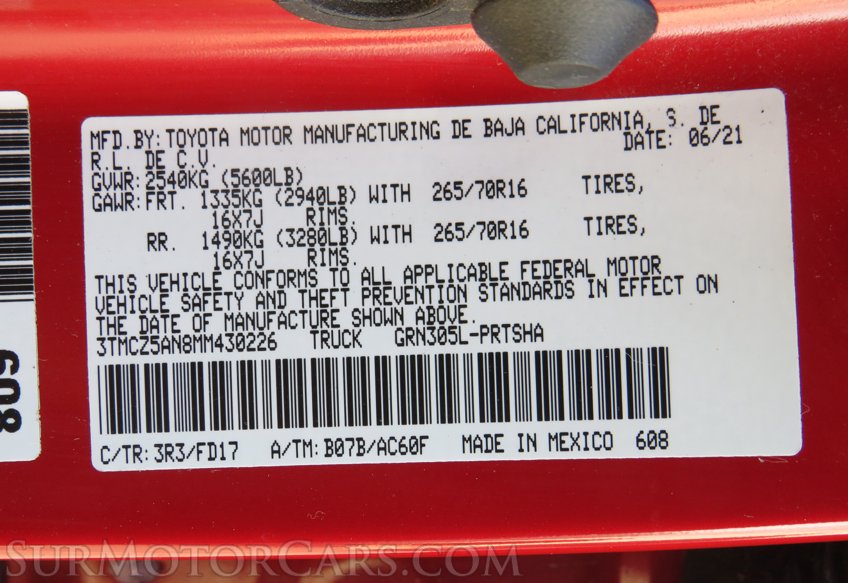 MFD.BY: TOYOTA MOTOR MANUFACTURING DE BAJA CALIFORNIA, S. DE
R.L. DE C.V. DATE: 06/21
GVWR: 2540KG (5600LB)
GAWR: FRT. 1335KG (2940LB) WITH 265/70R16 TIRES,
16X7J RIMS.
RR. 1490KG (3280LB) WITH 265/70R16 TIRES,
16X7J RIMS.
THIS VEHICLE CONFORMS TO ALL APPLICABLE FEDERAL MOTOR
VEHICLE SAFETY AND THEFT PREVENTION STANDARDS IN EFFECT ON
THE DATE OF MANUFACTURE SHOWN ABOVE.
3TMCZ5AN8MM430226 TRUCK GRN305L-PRTSHA
C/TR: 3R3/FD17 A/TM: B07B/AC60F MADE IN MEXICO 608
608
SURMOTORCARS.COM